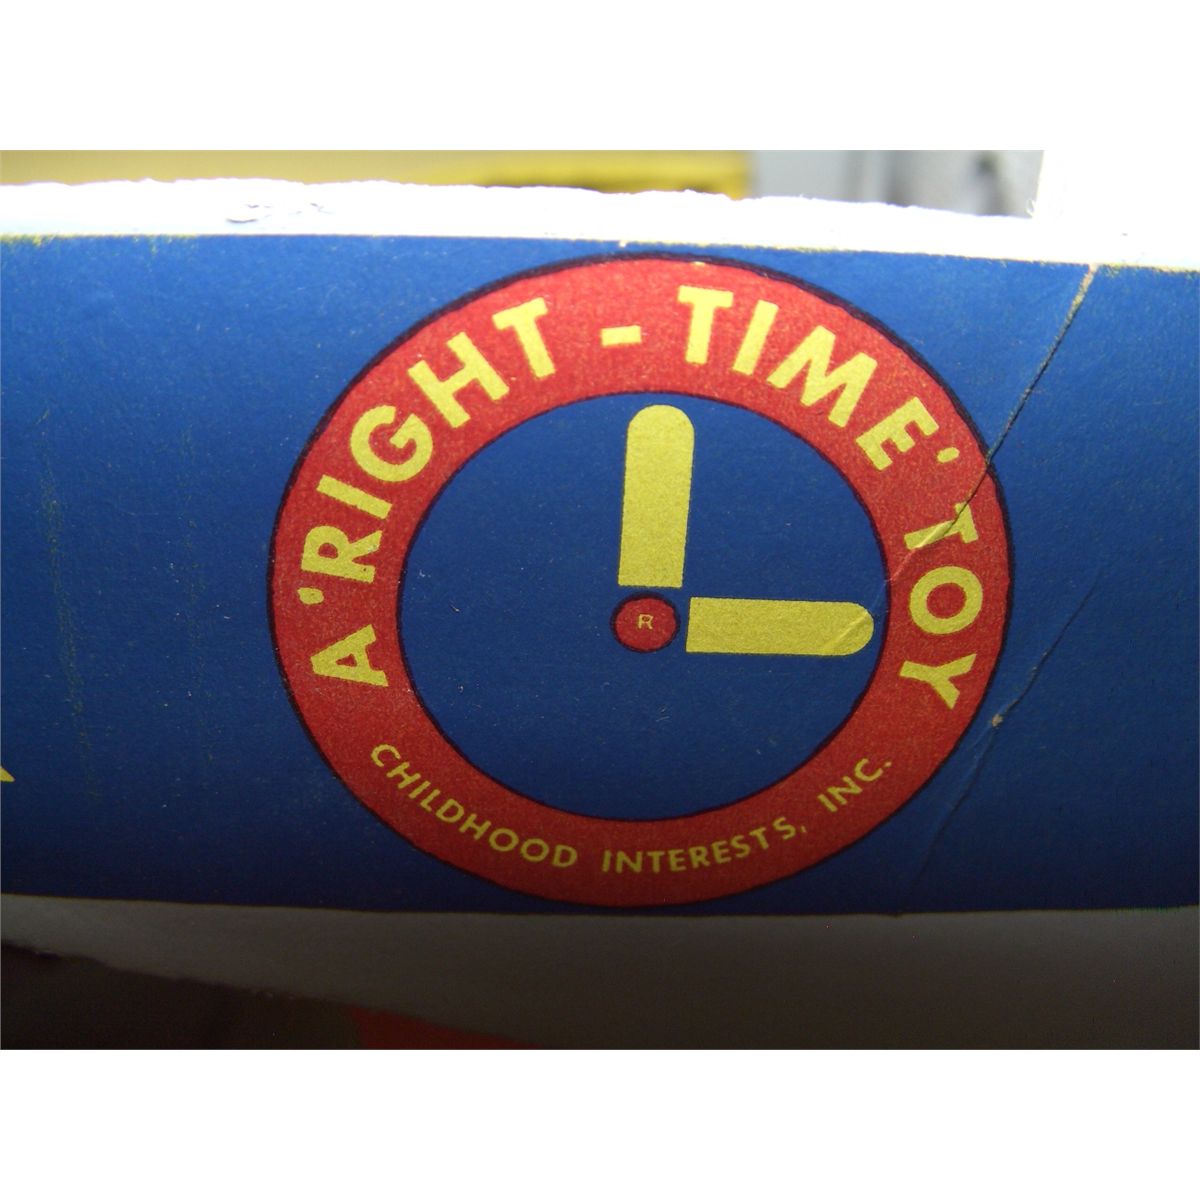 A 'RIGHT-TIME' TOY
R
CHILDHOOD INTERESTS, INC.